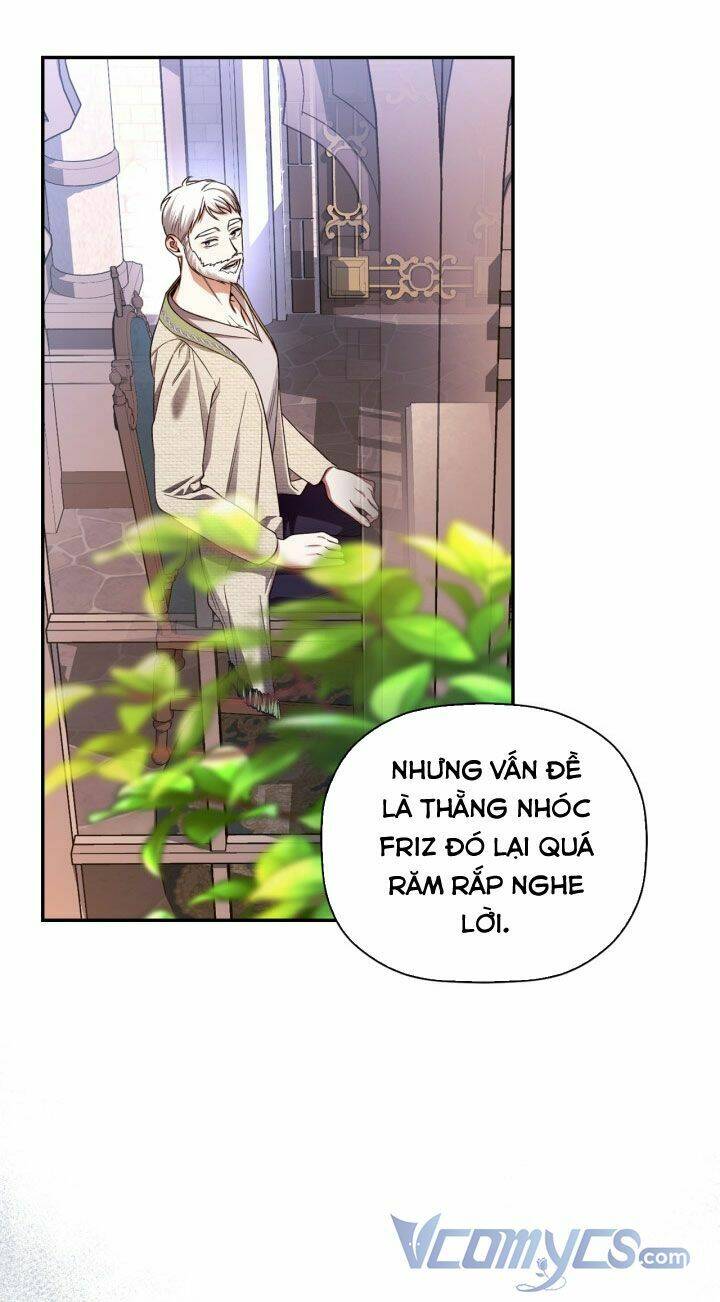 NHƯNG VẤN ĐỀ
LÀ THẰNG NHÓC
FRIZ ĐÓ LẠI QUÁ
RĂM RẮP NGHE
LỜI.
VCOMYCS.com